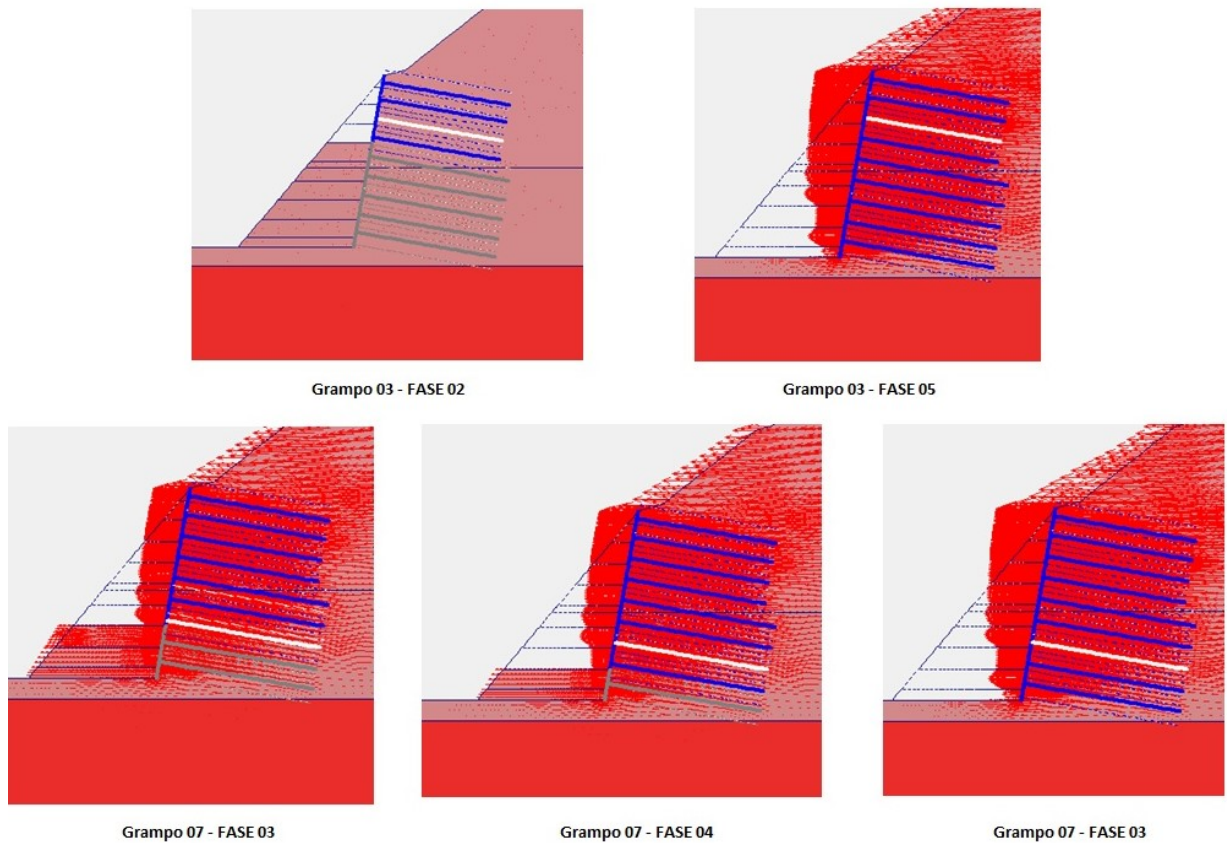 Grampo 03 - FASE 02
Grampo 03 - FASE 05
Grampo 07 - FASE 03
Grampo 07 - FASE 04
Grampo 07 - FASE 03